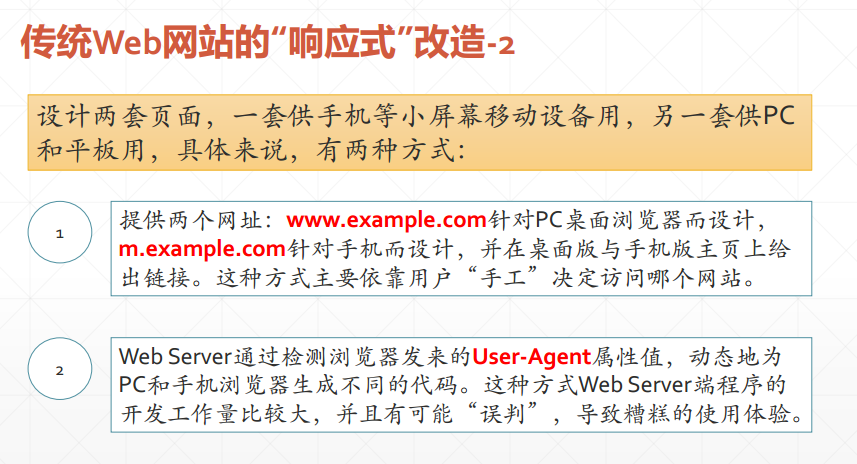 传统Web网站的“响应式”改造-2
设计两套页面，一套供手机等小屏幕移动设备用，另一套供PC
和平板用，具体来说，有两种方式：
1
提供两个网址：www.example.com针对PC桌面浏览器而设计，
m.example.com针对手机而设计，并在桌面版与手机版主页上给
出链接。这种方式主要依靠用户“手工”决定访问哪个网站。
2
Web Server通过检测浏览器发来的User-Agent属性值，动态地为
PC和手机浏览器生成不同的代码。这种方式Web Server端程序的
开发工作量比较大，并且有可能“误判”，导致糟糕的使用体验。